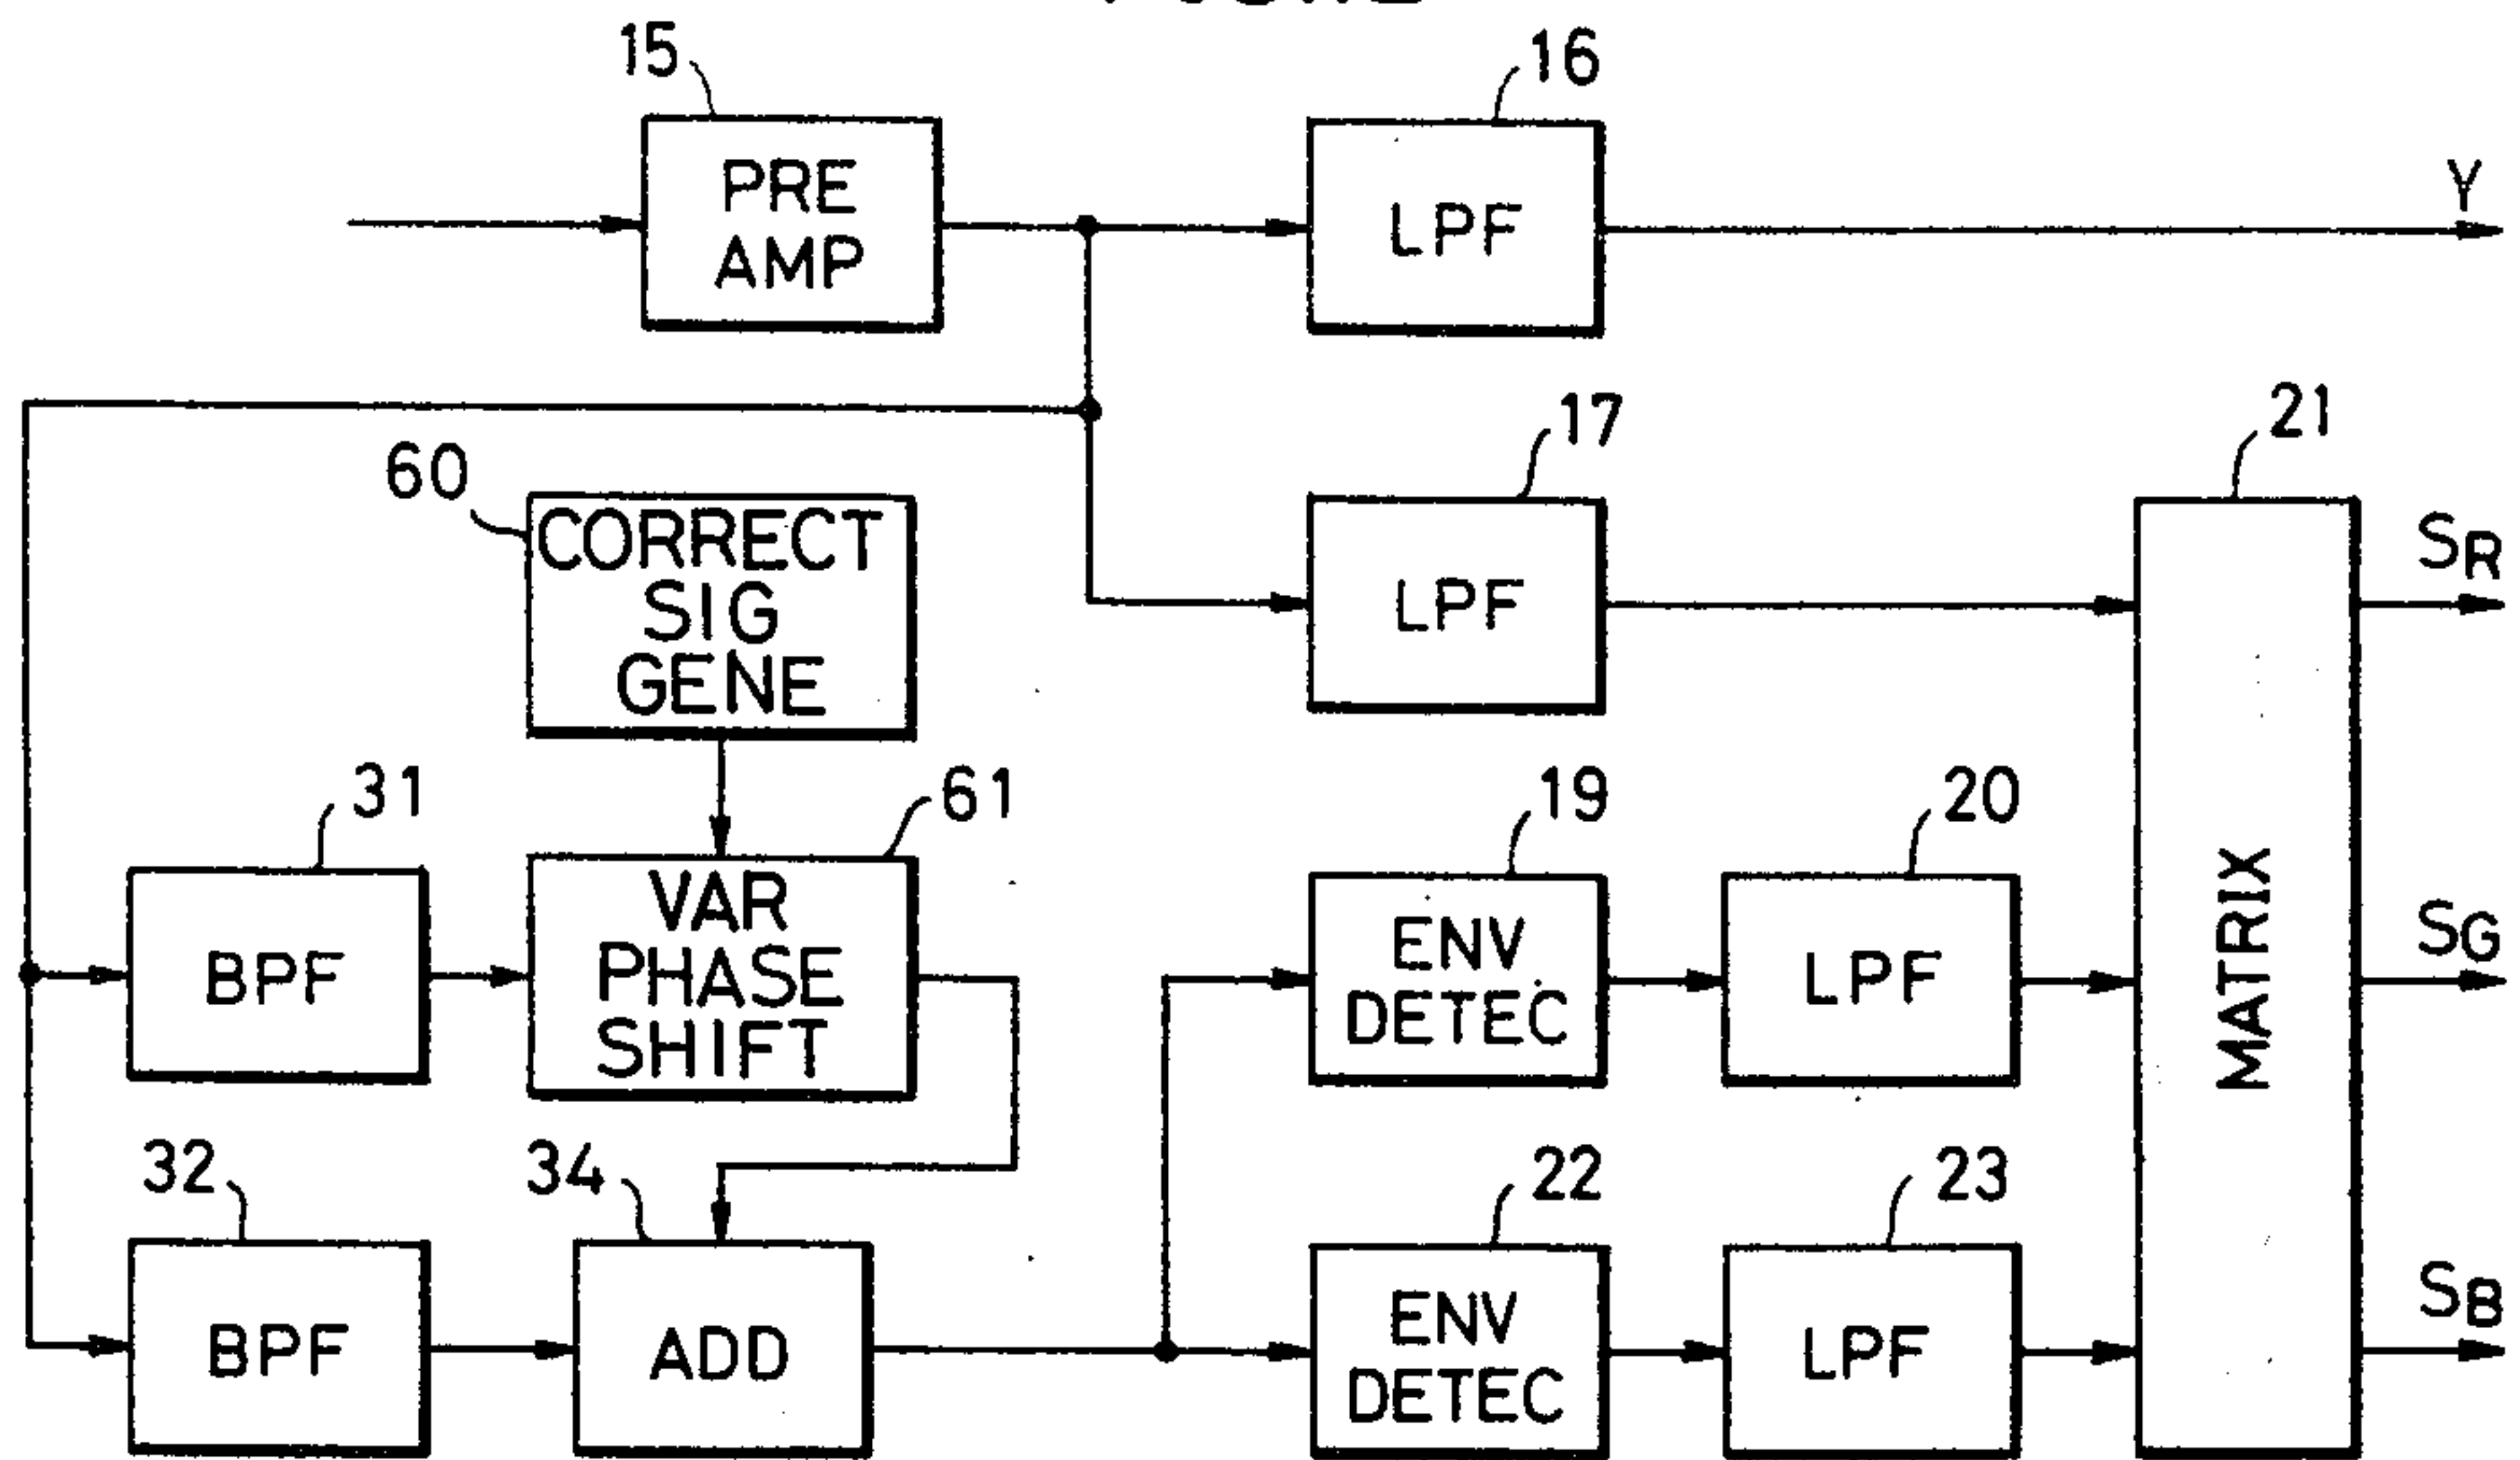 15
16
PRE
AMP
LPF
Y
17
21
60
CORRECT
SIG
GENE
LPF
SR
31
61
19
20
BPF
VAR
PHASE
SHIFT
ENV
DETEC
LPF
MATRIX
SG
32
34
22
23
BPF
ADD
ENV
DETEC
LPF
SB